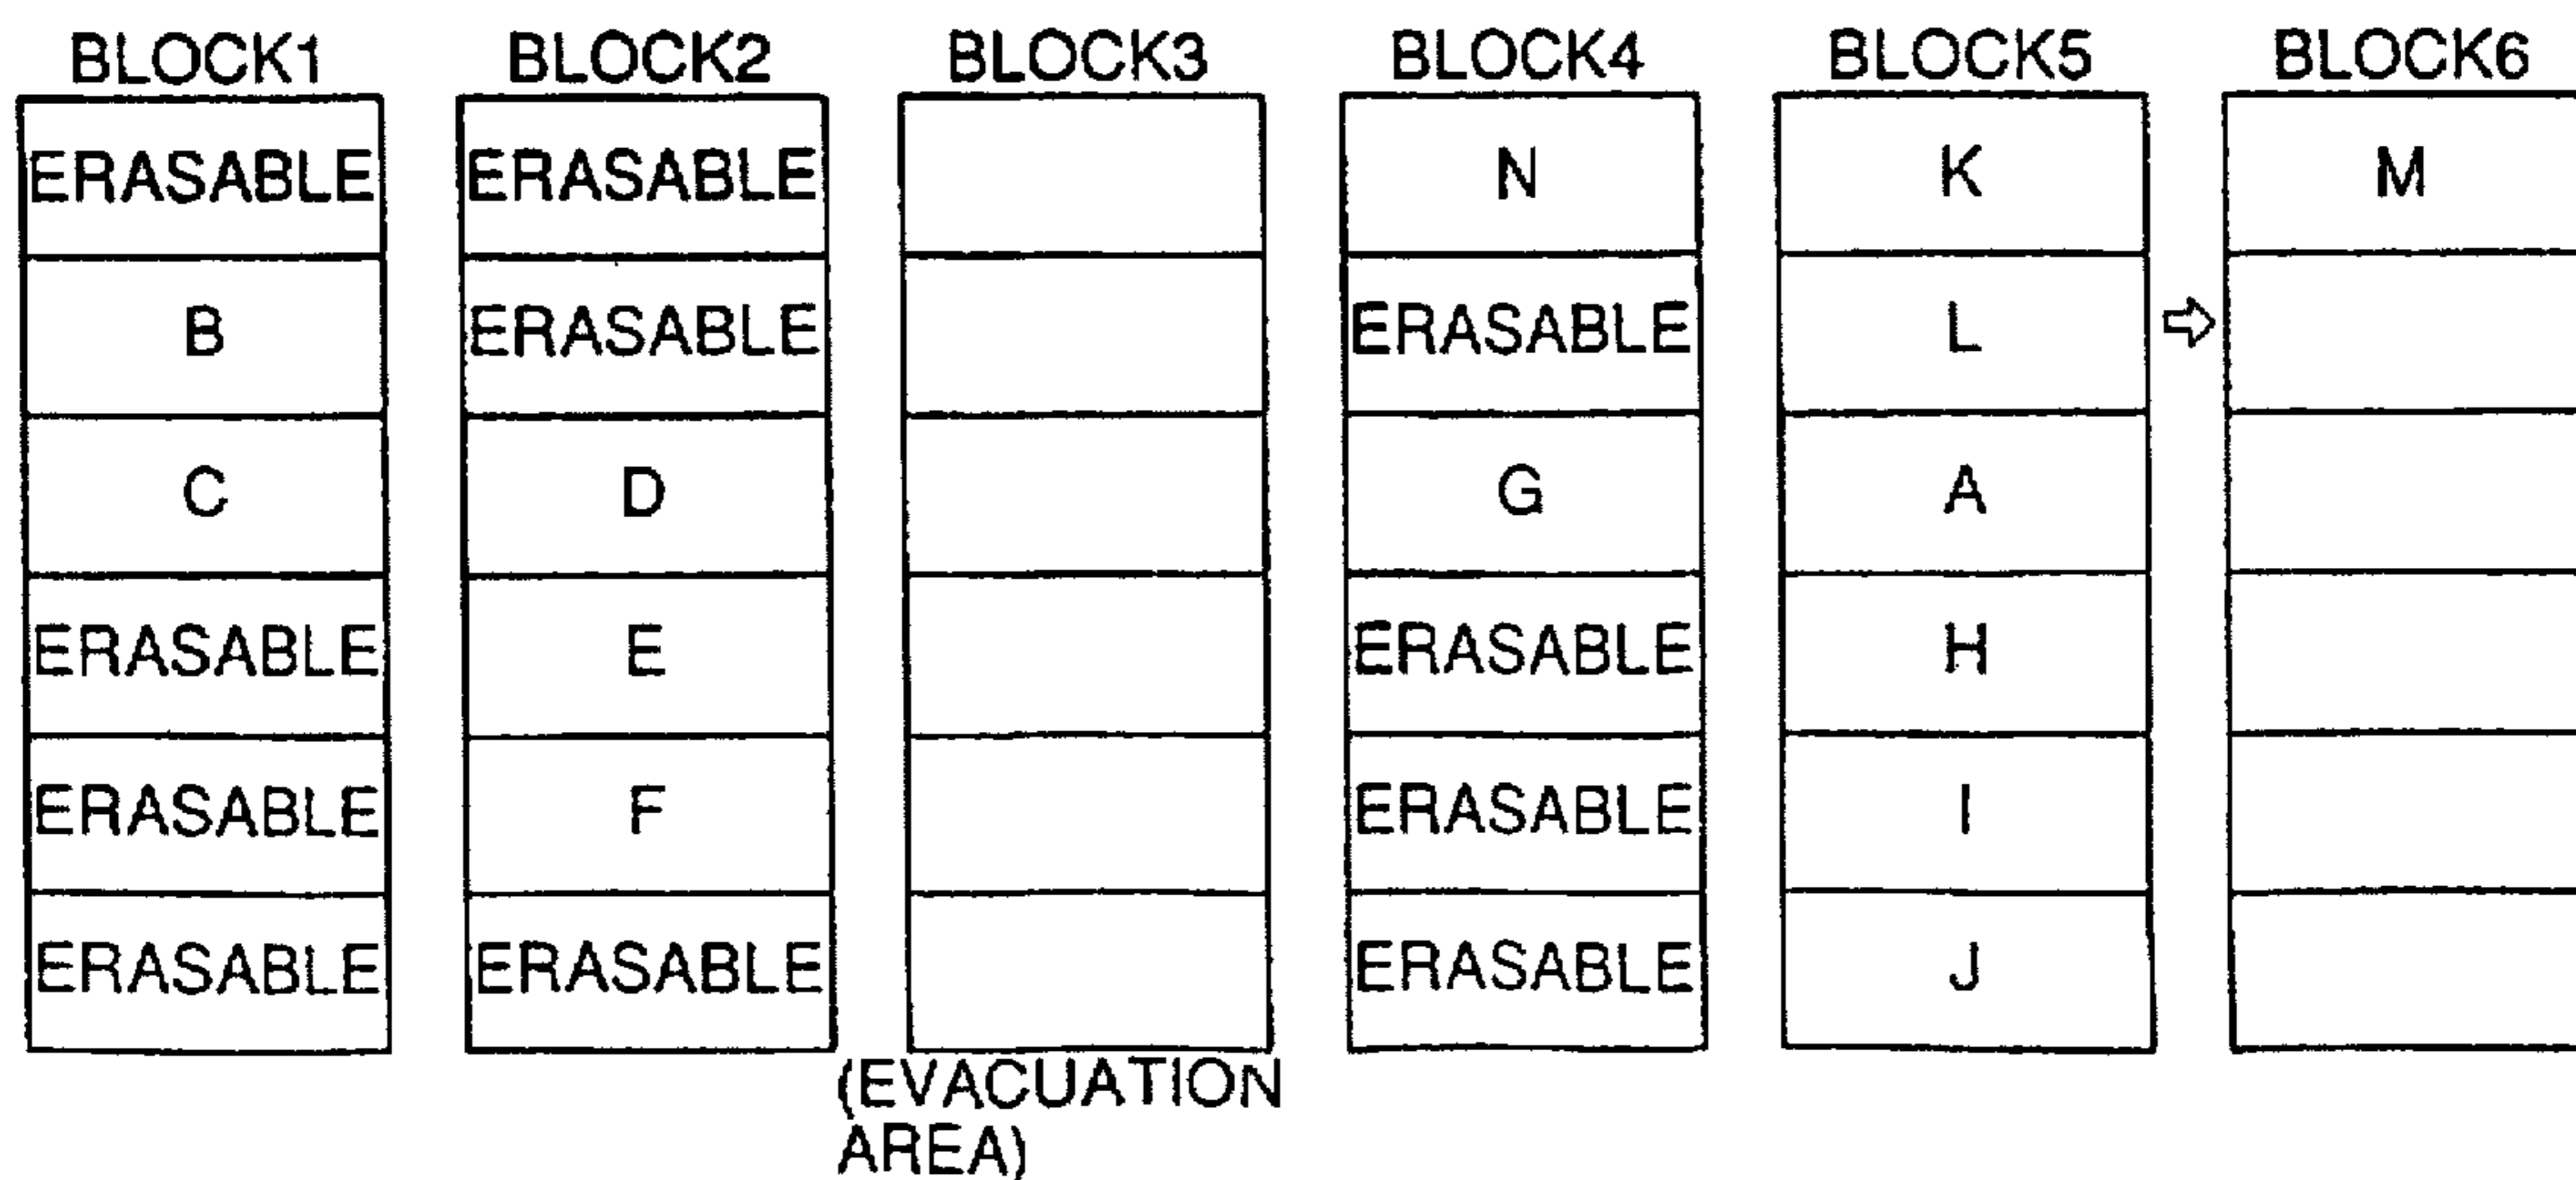 BLOCK1 BLOCK2 BLOCK3 BLOCK4 BLOCK5 BLOCK6
ERASABLE ERASABLE N K M
B ERASABLE ERASABLE L
C D G A
ERASABLE E ERASABLE H
ERASABLE F ERASABLE I
ERASABLE ERASABLE ERASABLE J
(EVACUATION
AREA)